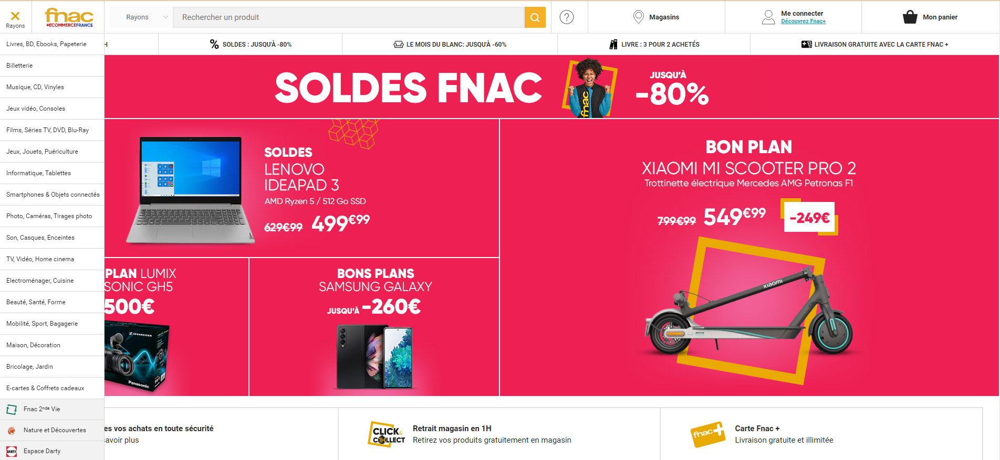 Rayons
fnac
#ECOMMERCEFRANCE
Rayons
Rechercher un produit
?
Magasins
Me connecter
Découvrez Fnac+
Mon panier
Livres, BD, Ebooks, Papeterie
H
% SOLDES : JUSQU'À -80%
LE MOIS DU BLANC: JUSQU'À -60%
LIVRE : 3 POUR 2 ACHETÉS
LIVRAISON GRATUITE AVEC LA CARTE FNAC +
Billetterie
Musique, CD, Vinyles
Jeux vidéo, Consoles
Films, Séries TV, DVD, Blu-Ray
Jeux, Jouets, Puériculture
Informatique, Tablettes
Smartphones & Objets connectés
Photo, Caméras, Tirages photo
Son, Casques, Enceintes
TV, Vidéo, Home cinema
Electroménager, Cuisine
Beauté, Santé, Forme
Mobilité, Sport, Bagagerie
Maison, Décoration
Bricolage, Jardin
E-cartes & Coffrets cadeaux
Fnac 2nde Vie
Nature et Découvertes
DARTY
Espace Darty
SOLDES FNAC
fnac
JUSQU'À
-80%
SOLDES
LENOVO
IDEAPAD 3
AMD Ryzen 5 / 512 Go SSD
629€99 499€99
BON PLAN
XIAOMI MI SCOOTER PRO 2
Trottinette électrique Mercedes AMG Petronas F1
799€99 549€99 -249€
xiaomi
PLAN LUMIX
SONIC GH5
500€
SENNHEISER
Panasonic
BONS PLANS
SAMSUNG GALAXY
JUSQU'À -260€
es vos achats en toute sécurité
savoir plus
CLICK&
COLLECT
1H
Retrait magasin en 1H
Retirez vos produits gratuitement en magasin
fnac+
Carte Fnac +
Livraison gratuite et illimitée